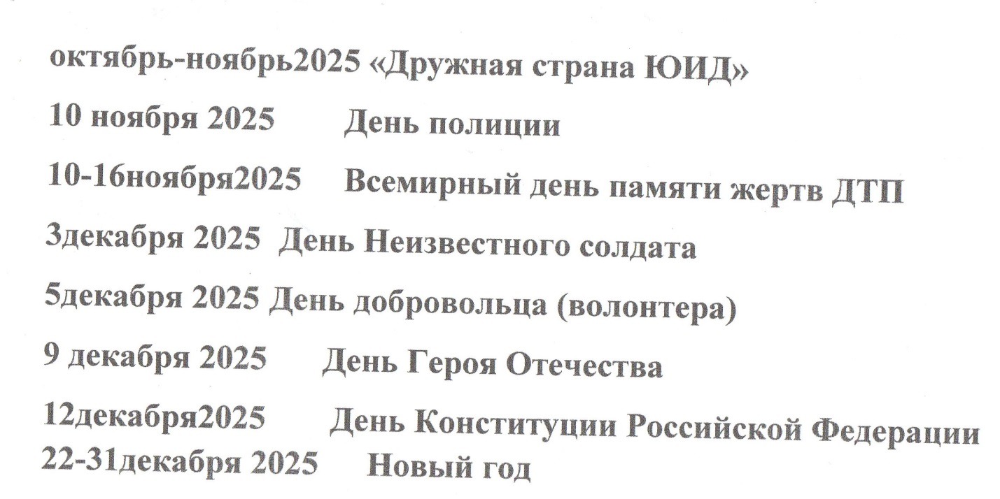 октябрь-ноябрь2025 «Дружная страна ЮИД»
10 ноября 2025 День полиции
10-16ноября2025 Всемирный день памяти жертв ДТП
3декабря 2025 День Неизвестного солдата
5декабря 2025 День добровольца (волонтера)
9 декабря 2025 День Героя Отечества
12декабря2025 День Конституции Российской Федерации
22-31декабря 2025 Новый год